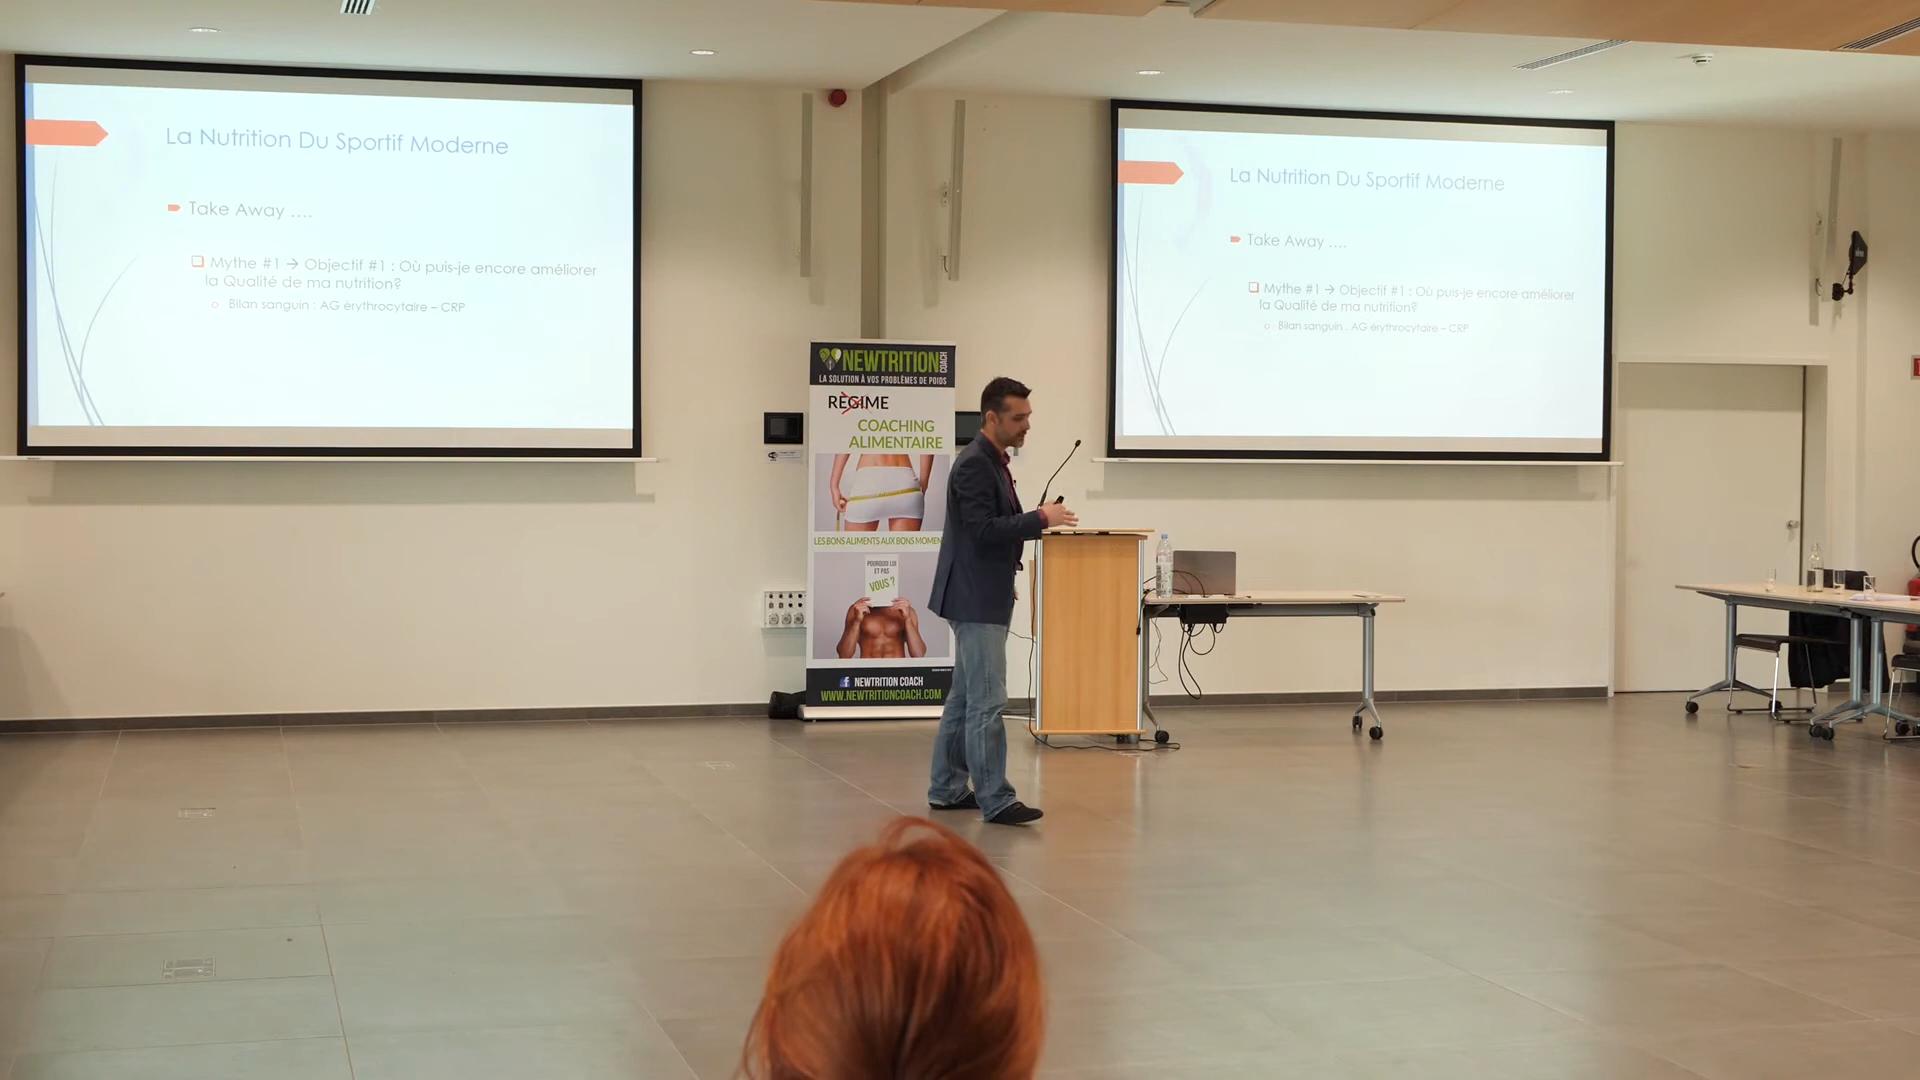 La Nutrition Du Sportif Moderne
Take Away ....
Mythe #1 → Objectif #1 : Où puis-je encore améliorer
la Qualité de ma nutrition?
Bilan sanguin : AG érythrocytaire – CRP
NEWTRITION COACH
LA SOLUTION À VOS PROBLÈMES DE POIDS
RÉGIME
COACHING
ALIMENTAIRE
LES BONS ALIMENTS AUX BONS MOMEN
POURQUOI LUI
ET PAS
VOUS ?
f NEWTRITION COACH
WWW.NEWTRITIONCOACH.COM
La Nutrition Du Sportif Moderne
Take Away ....
Mythe #1 → Objectif #1 : Où puis-je encore améliorer
la Qualité de ma nutrition?
Bilan sanguin : AG érythrocytaire – CRP